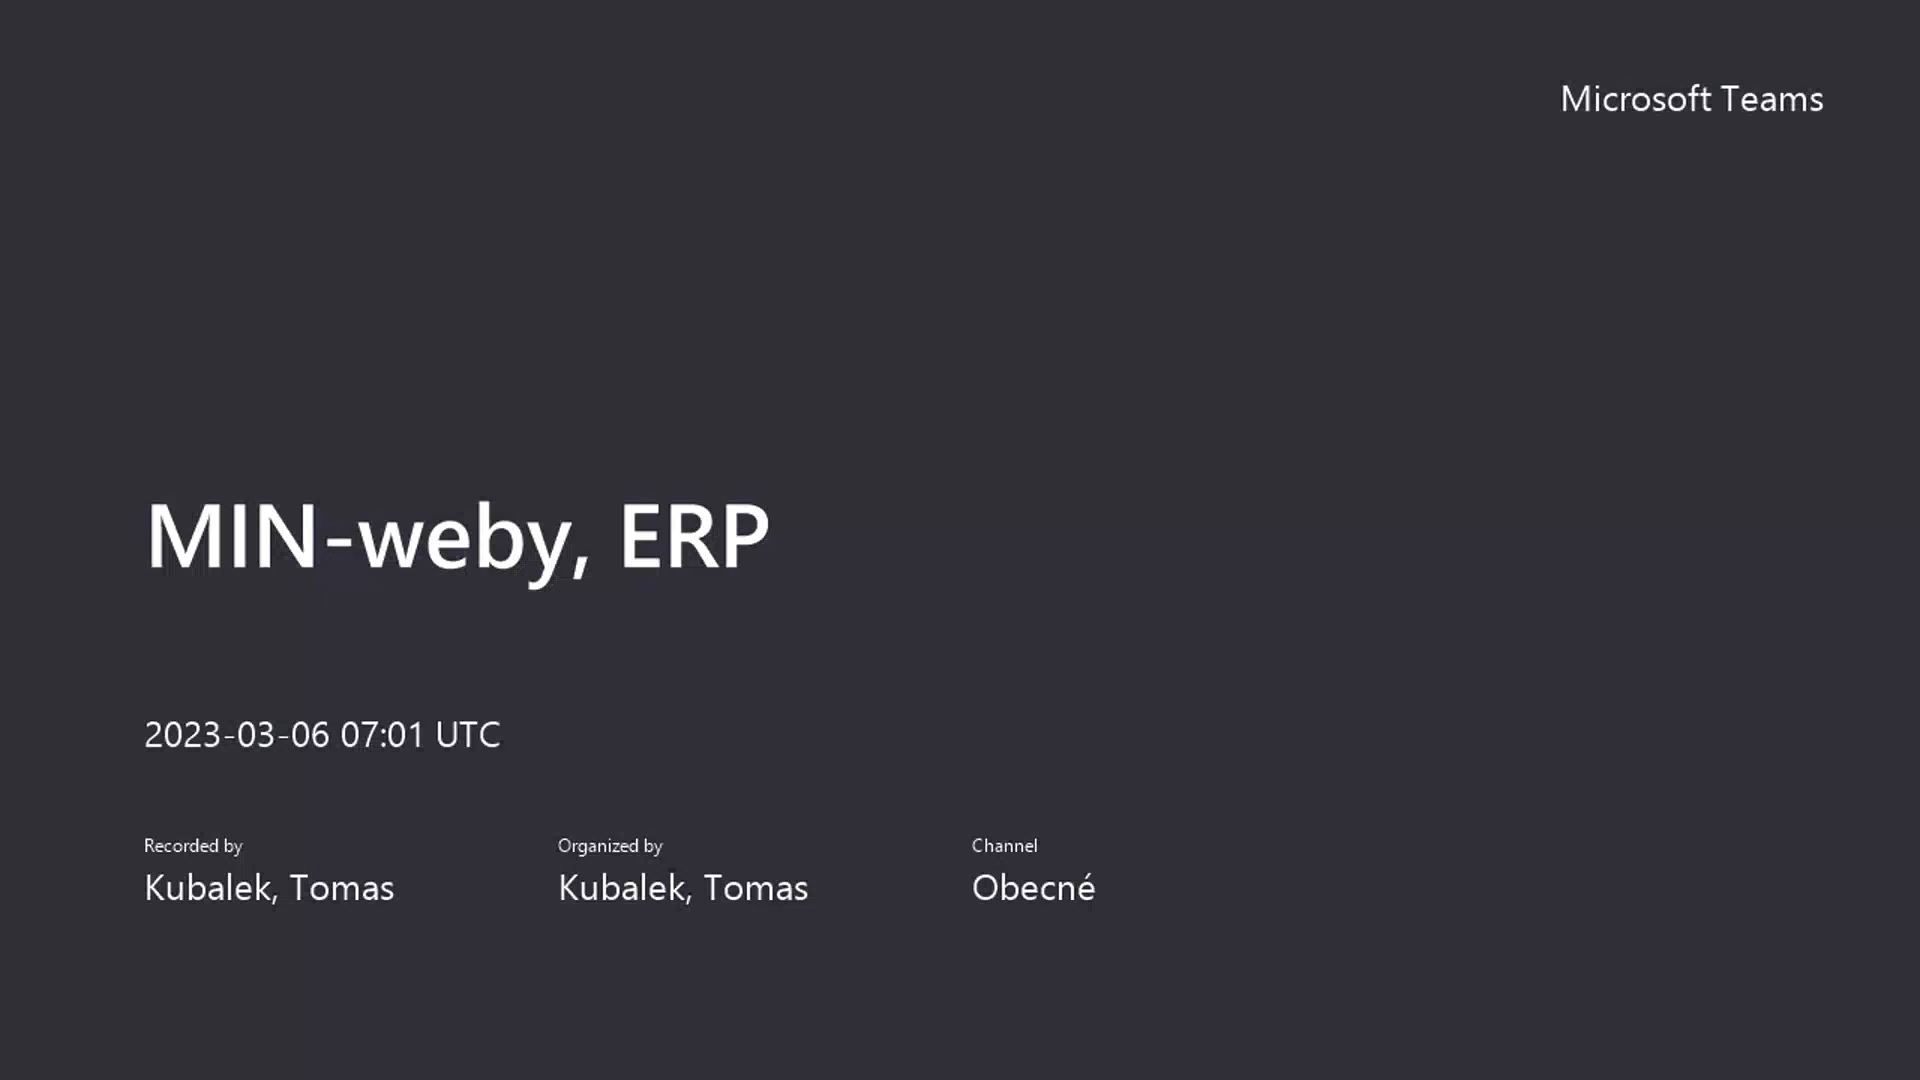 Microsoft Teams
MIN-weby, ERP
2023-03-06 07:01 UTC
Recorded by
Kubalek, Tomas
Organized by
Kubalek, Tomas
Channel
Obecné